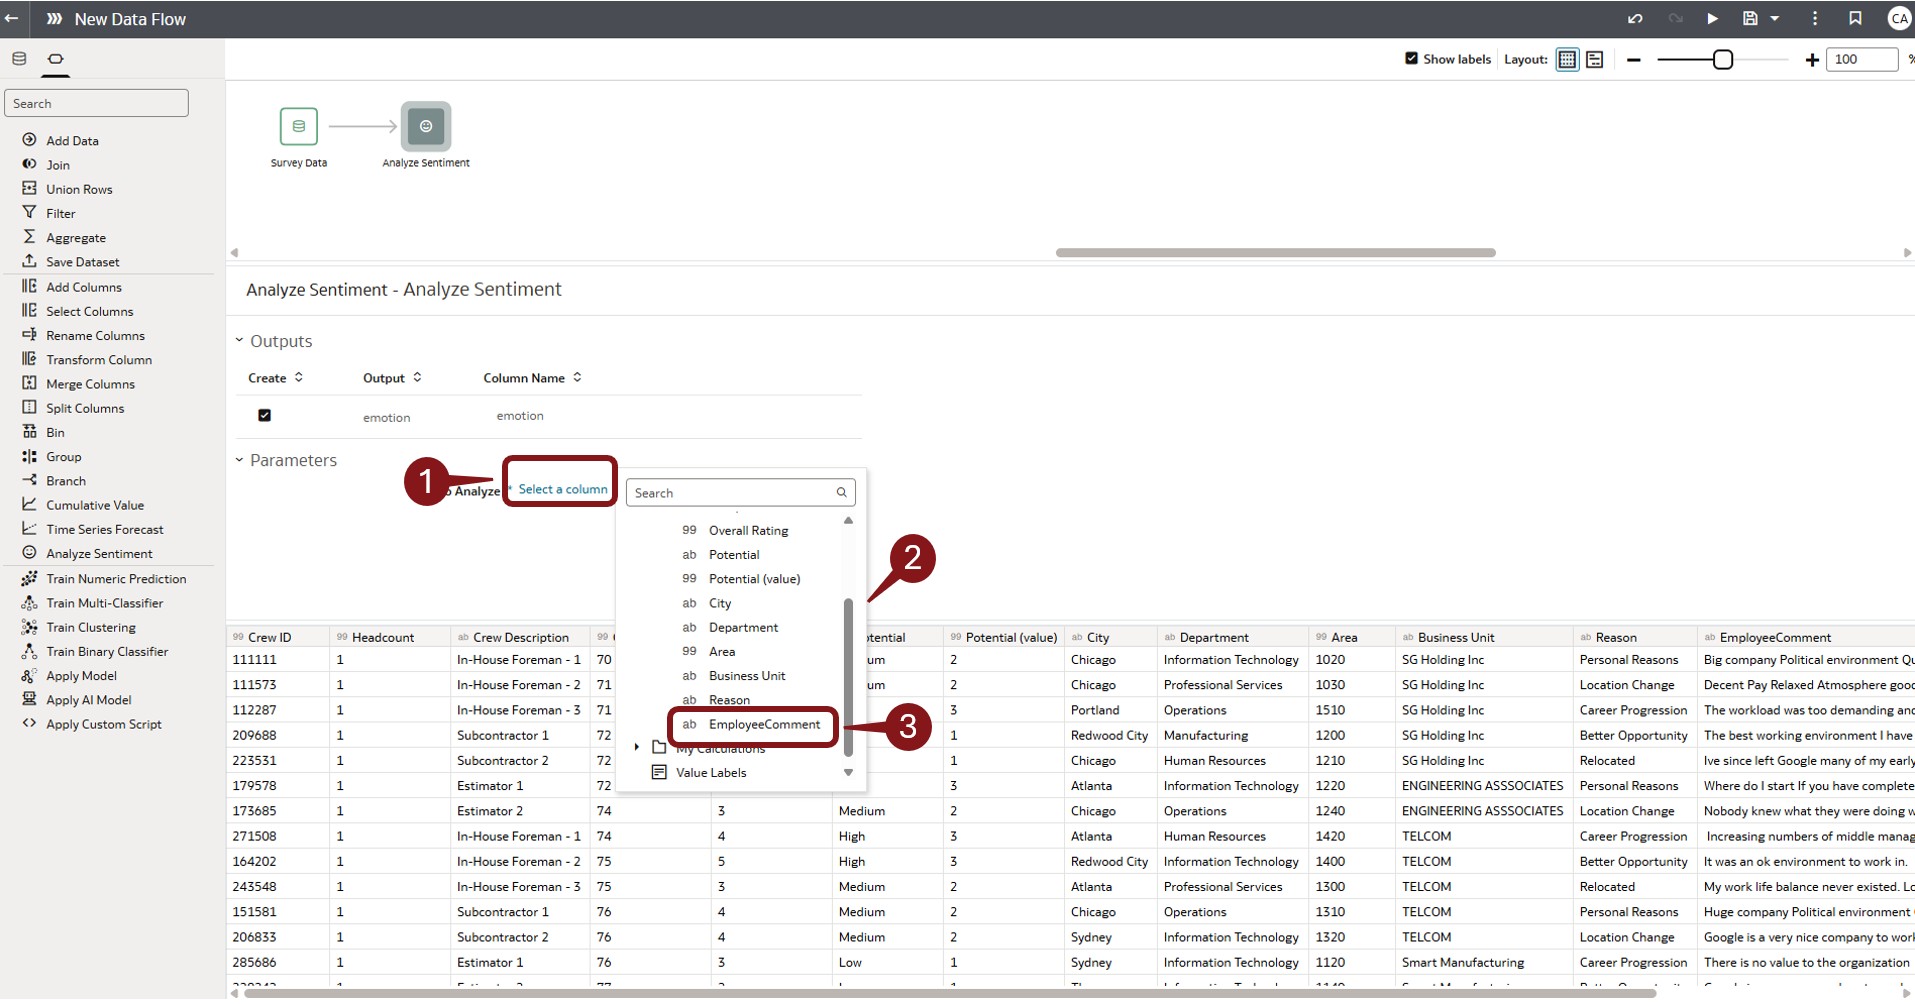 New Data Flow
CA
Show labels Layout: 100 %
Search
Add Data
Join
Union Rows
Filter
Aggregate
Save Dataset
Add Columns
Select Columns
Rename Columns
Transform Column
Merge Columns
Split Columns
Bin
Group
Branch
Cumulative Value
Time Series Forecast
Analyze Sentiment
Train Numeric Prediction
Train Multi-Classifier
Train Clustering
Train Binary Classifier
Apply Model
Apply AI Model
Apply Custom Script
Survey Data Analyze Sentiment
Analyze Sentiment - Analyze Sentiment
Outputs
Create Output Column Name
emotion emotion
Parameters
1 Analyze * Select a column
Search
99 Overall Rating
ab Potential
99 Potential (value)
ab City
ab Department
99 Area
ab Business Unit
ab Reason
ab EmployeeComment
My Calculations
Value Labels
2
3
99 Crew ID 99 Headcount ab Crew Description 99 99 Potential (value) ab City ab Department 99 Area ab Business Unit ab Reason ab EmployeeComment
111111 1 In-House Foreman - 1 70 2 Chicago Information Technology 1020 SG Holding Inc Personal Reasons Big company Political environment
111573 1 In-House Foreman - 2 71 2 Chicago Professional Services 1030 SG Holding Inc Location Change Decent Pay Relaxed Atmosphere
112287 1 In-House Foreman - 3 71 3 Portland Operations 1510 SG Holding Inc Career Progression The workload was too demanding
209688 1 Subcontractor 1 72 1 Redwood City Manufacturing 1200 SG Holding Inc Better Opportunity The best working environment I have
223531 1 Subcontractor 2 72 1 Chicago Human Resources 1210 SG Holding Inc Relocated Ive since left Google many of my early
179578 1 Estimator 1 72 3 Atlanta Information Technology 1220 ENGINEERING ASSSOCIATES Personal Reasons Where do I start If you have complete
173685 1 Estimator 2 74 3 Medium 2 Chicago Operations 1240 ENGINEERING ASSSOCIATES Location Change Nobody knew what they were doing
271508 1 In-House Foreman - 1 74 4 High 3 Atlanta Human Resources 1420 TELCOM Career Progression Increasing numbers of middle
164202 1 In-House Foreman - 2 75 5 High 3 Redwood City Information Technology 1400 TELCOM Better Opportunity It was an ok environment to work in.
243548 1 In-House Foreman - 3 75 3 Medium 2 Atlanta Professional Services 1300 TELCOM Relocated My work life balance never existed.
151581 1 Subcontractor 1 76 4 Medium 2 Chicago Operations 1310 TELCOM Personal Reasons Huge company Political environment
206833 1 Subcontractor 2 76 4 Medium 2 Sydney Information Technology 1320 TELCOM Location Change Google is a very nice company to
285686 1 Estimator 1 76 3 Low 1 Sydney Information Technology 1120 Smart Manufacturing Career Progression There is no value to the organization